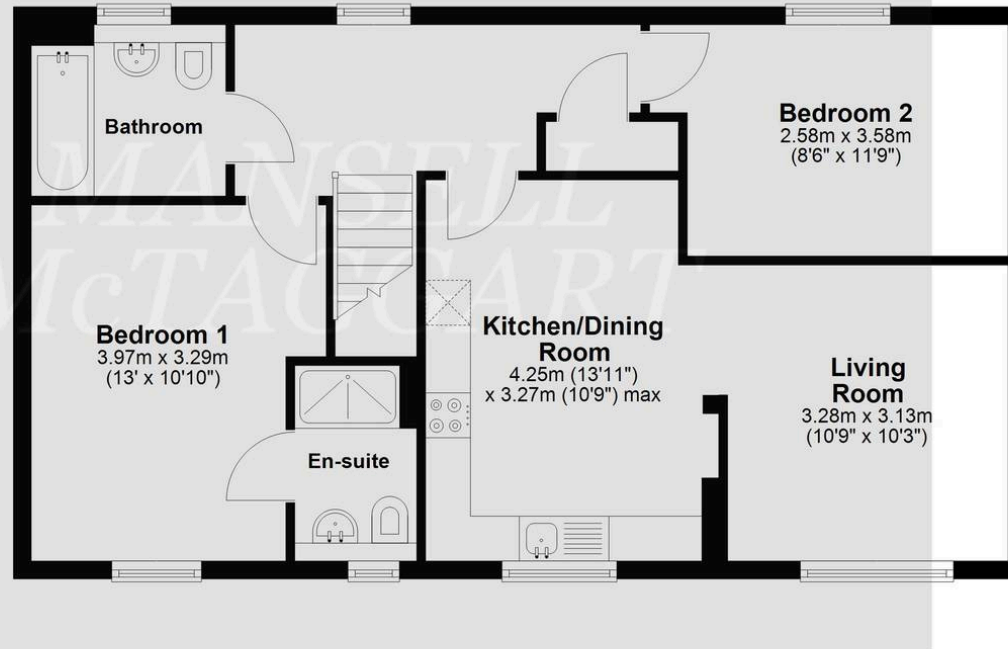 Bathroom
Bedroom 2
2.58m x 3.58m
(8'6" x 11'9")
MANSELL
McTAGGART
Bedroom 1
3.97m x 3.29m
(13' x 10'10")
Kitchen/Dining
Room
4.25m (13'11")
x 3.27m (10'9") max
Living
Room
3.28m x 3.13m
(10'9" x 10'3")
En-suite